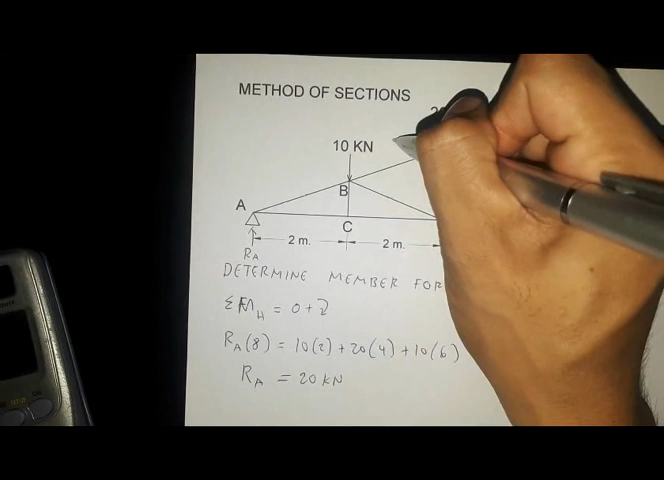 METHOD OF SECTIONS
10 KN
B
A
C
2 m.
2 m.
RA
DETERMINE MEMBER FOR
ΣMH = 0+
RA(8) = 10(2) + 20(4) + 10(6)
RA = 20 KN